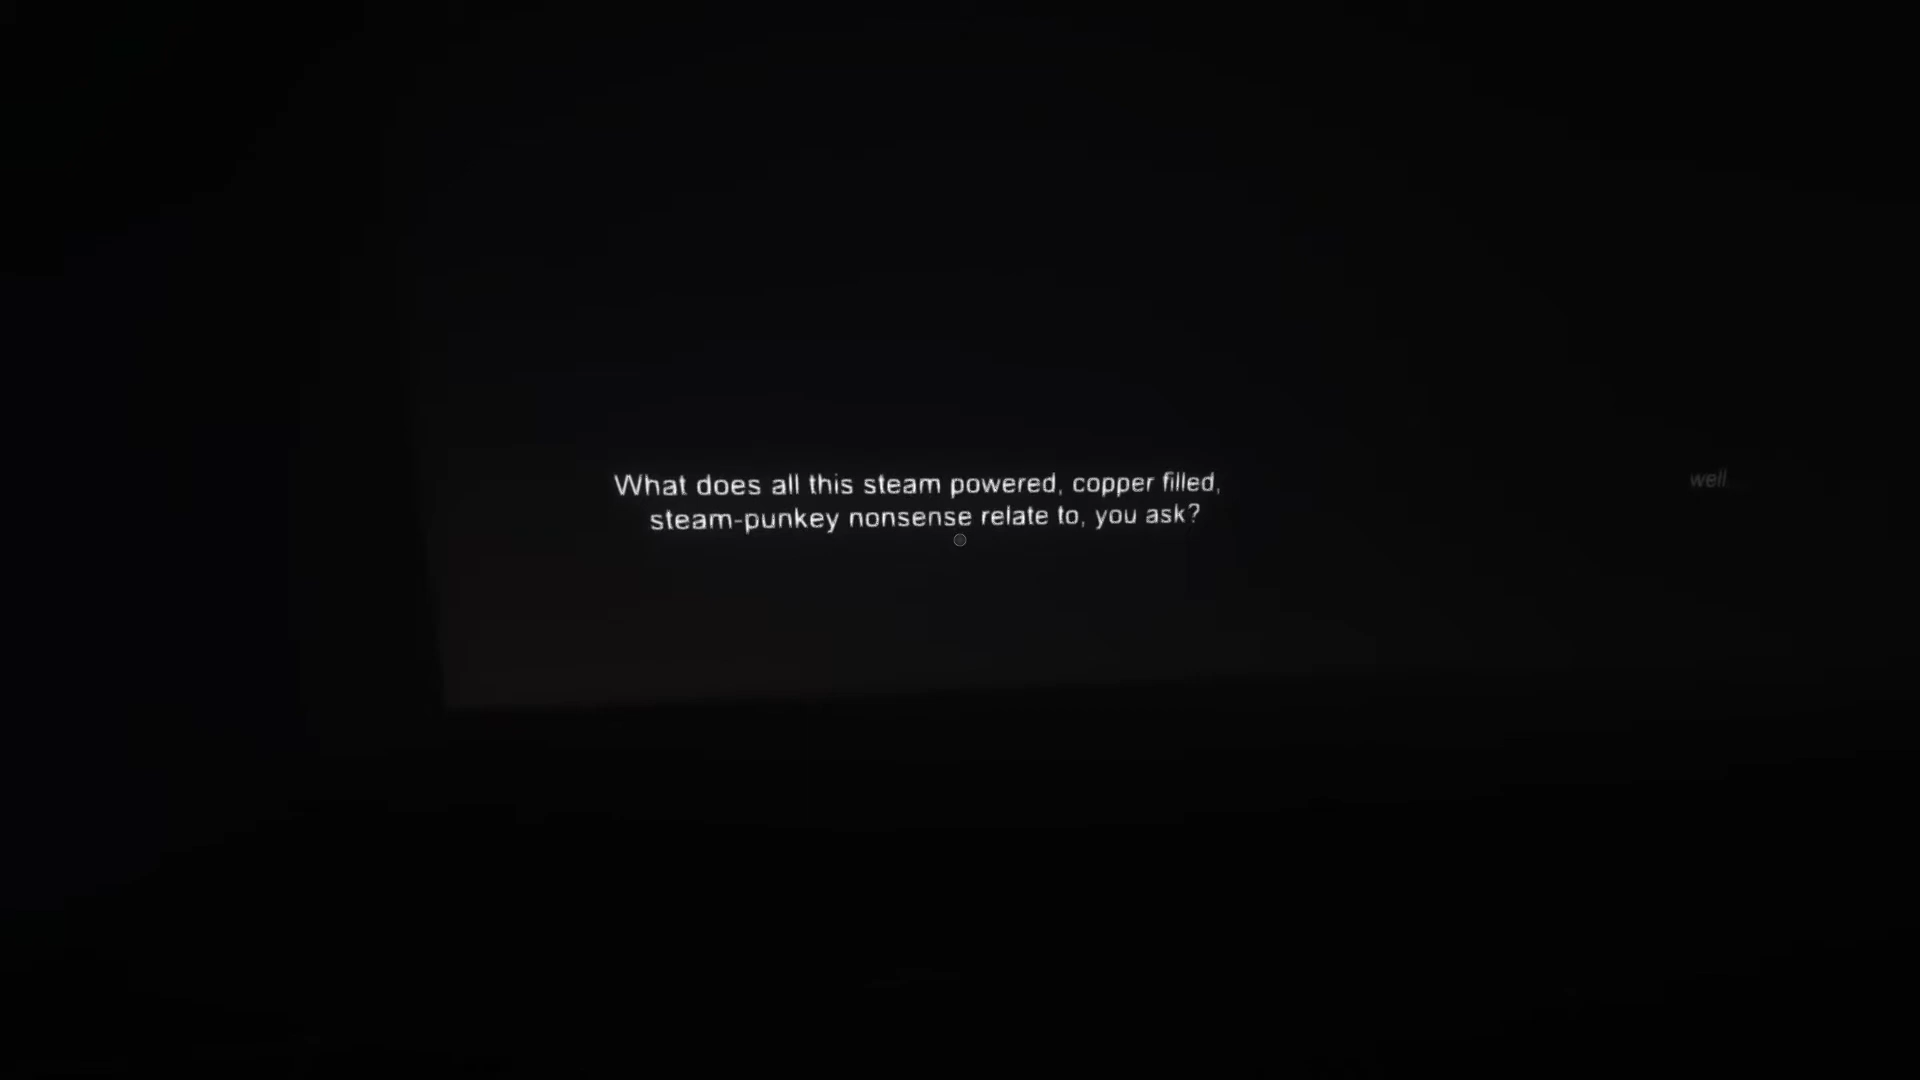 What does all this steam powered, copper filled,
steam-punkey nonsense relate to, you ask?
well